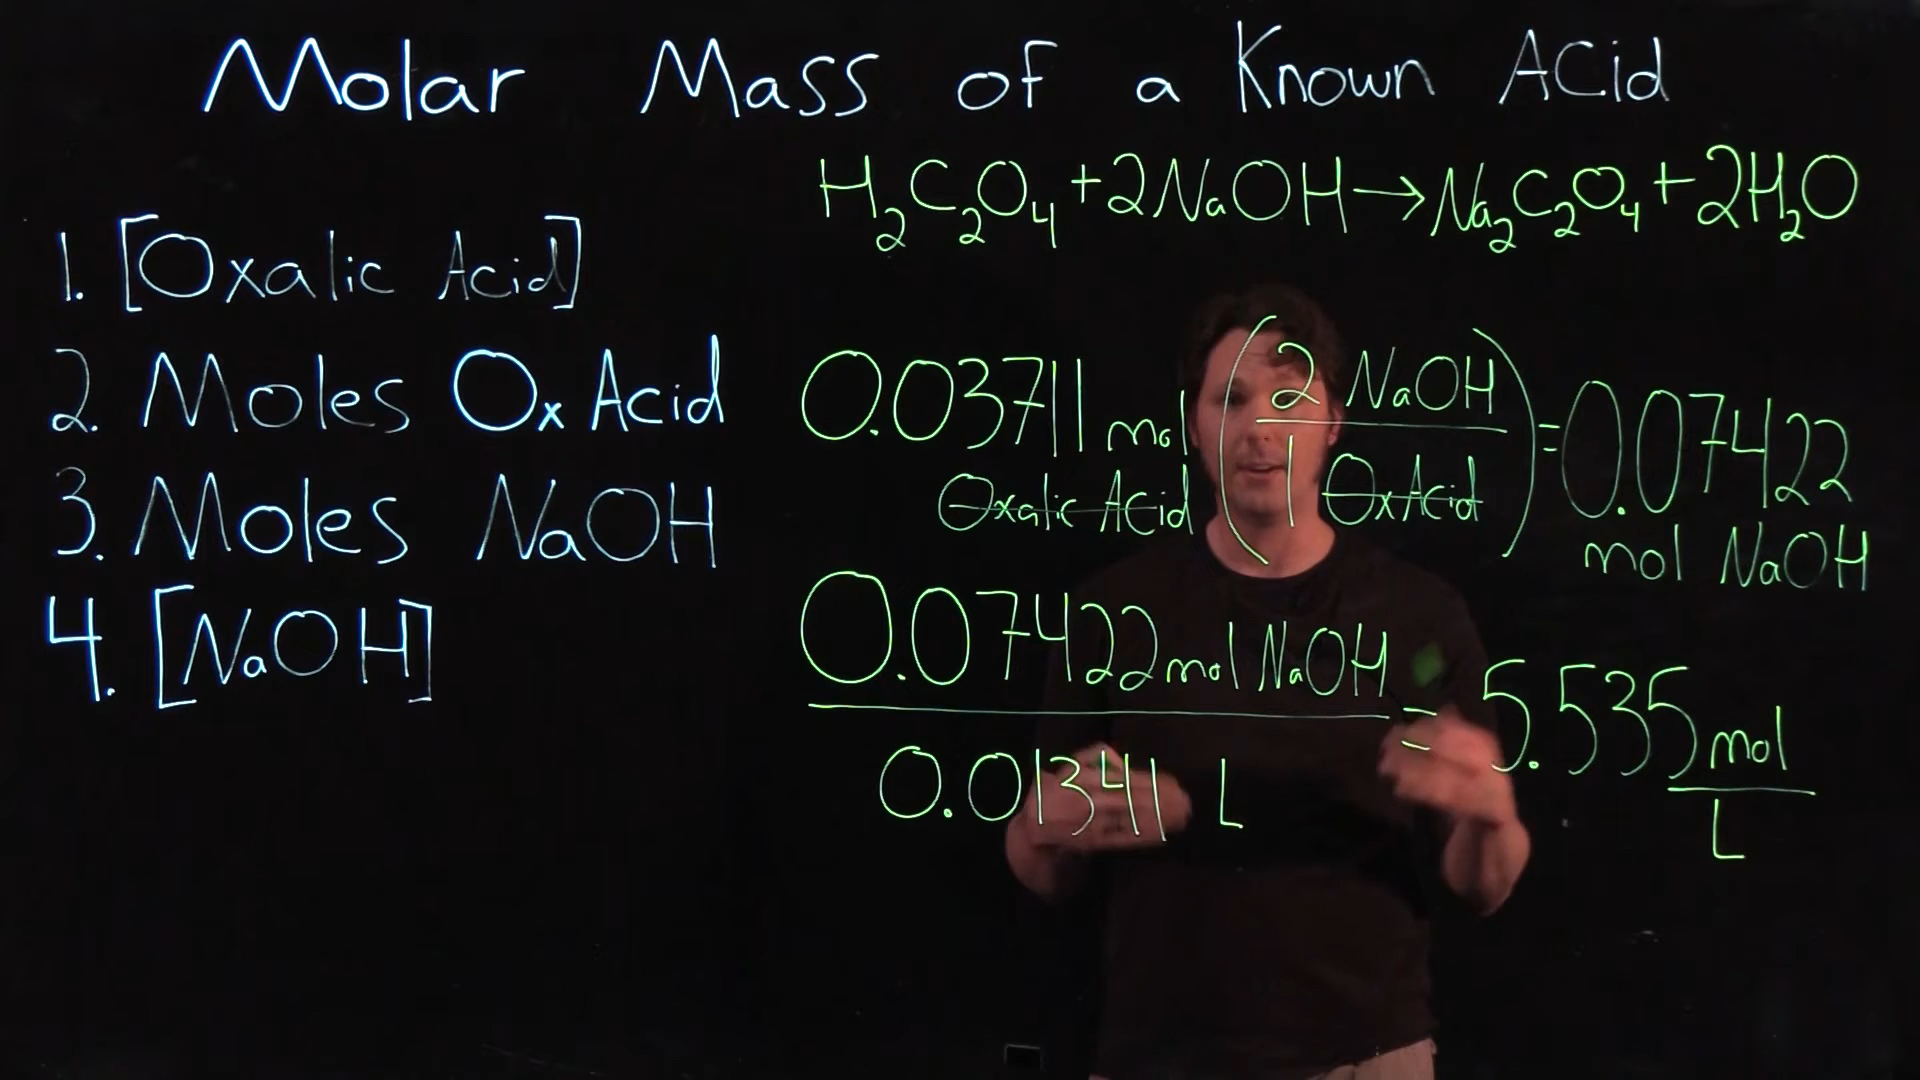 Molar Mass of a Known Acid
1. [Oxalic Acid]
2. Moles Ox Acid
3. Moles NaOH
4. [NaOH]
H₂C₂O₄ + 2NaOH → Na₂C₂O₄ + 2H₂O
0.03711 mol Oxalic Acid (2 NaOH / 1 Ox Acid) = 0.07422 mol NaOH
0.07422 mol NaOH
0.01341 L
= 5.535 mol
L